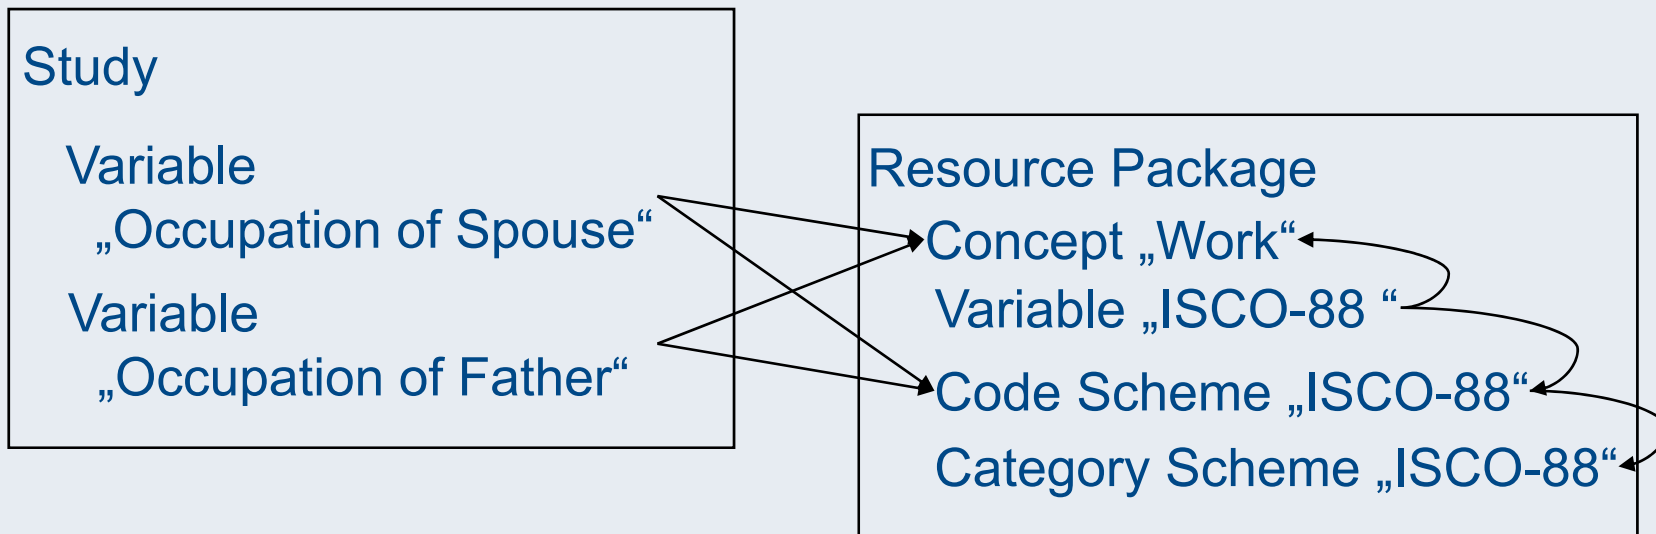 Study
Variable
„Occupation of Spouse“
Variable
„Occupation of Father“
Resource Package
Concept „Work“
Variable „ISCO-88 “
Code Scheme „ISCO-88“
Category Scheme „ISCO-88“